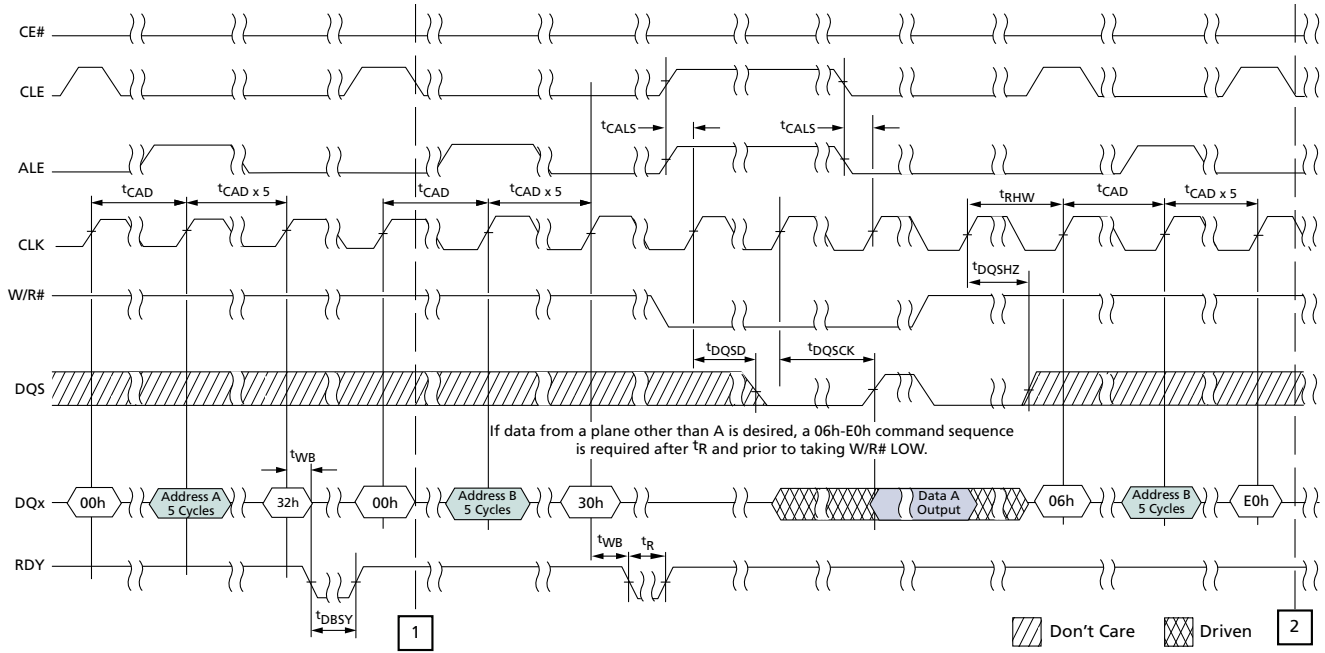 CE#
CLE
tCALS
tCALS
ALE
tCAD
tCAD x 5
tCAD
tCAD x 5
tRHW
tCAD
tCAD x 5
CLK
tDQSHZ
W/R#
tDQSD
tDQSCK
DQS
If data from a plane other than A is desired, a 06h-E0h command sequence
is required after tR and prior to taking W/R# LOW.
tWB
DQx
00h
Address A
5 Cycles
32h
00h
Address B
5 Cycles
30h
Data A
Output
06h
Address B
5 Cycles
E0h
tWB
tR
RDY
tDBSY
1
Don't Care
Driven
2